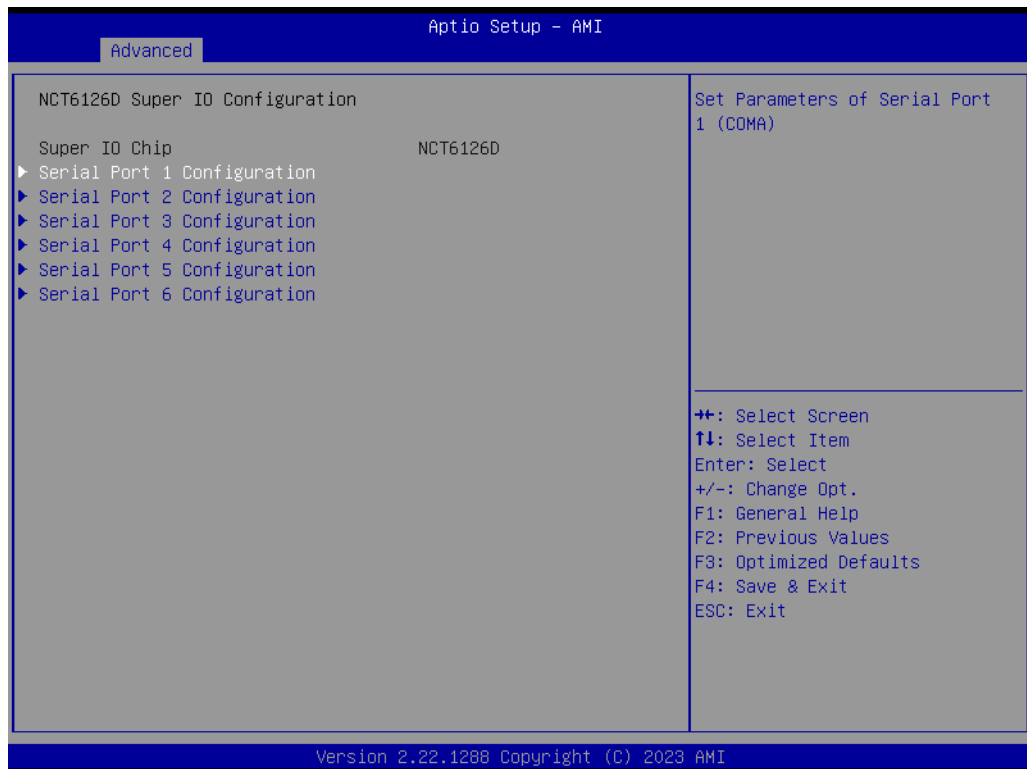 Aptio Setup – AMI
Advanced
NCT6126D Super IO Configuration
Super IO Chip NCT6126D
Serial Port 1 Configuration
Serial Port 2 Configuration
Serial Port 3 Configuration
Serial Port 4 Configuration
Serial Port 5 Configuration
Serial Port 6 Configuration
Set Parameters of Serial Port
1 (COMA)
→←: Select Screen
↑↓: Select Item
Enter: Select
+/-: Change Opt.
F1: General Help
F2: Previous Values
F3: Optimized Defaults
F4: Save & Exit
ESC: Exit
Version 2.22.1288 Copyright (C) 2023 AMI